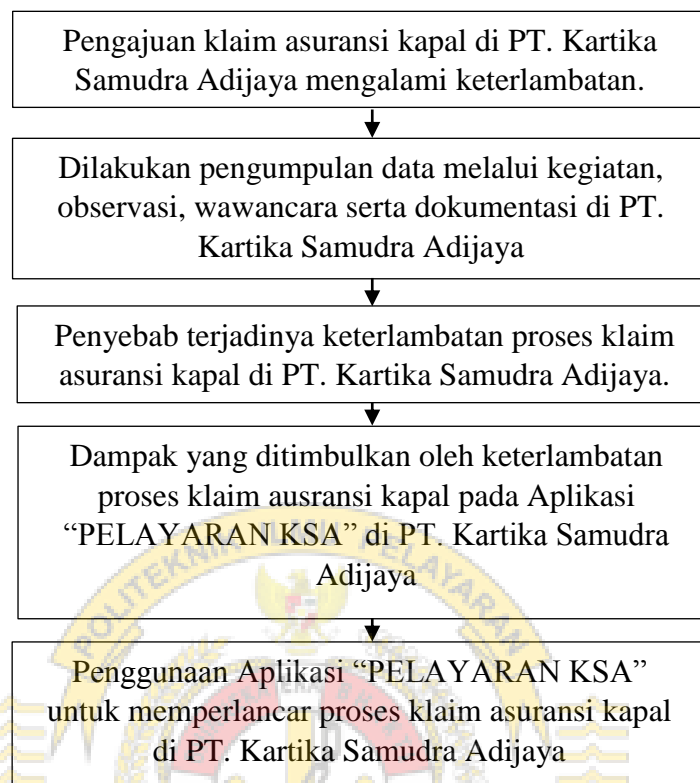 Pengajuan klaim asuransi kapal di PT. Kartika
Samudra Adijaya mengalami keterlambatan.
Dilakukan pengumpulan data melalui kegiatan,
observasi, wawancara serta dokumentasi di PT.
Kartika Samudra Adijaya
Penyebab terjadinya keterlambatan proses klaim
asuransi kapal di PT. Kartika Samudra Adijaya.
Dampak yang ditimbulkan oleh keterlambatan
proses klaim ausransi kapal pada Aplikasi
“PELAYARAN KSA” di PT. Kartika Samudra
Adijaya
Penggunaan Aplikasi “PELAYARAN KSA”
untuk memperlancar proses klaim asuransi kapal
di PT. Kartika Samudra Adijaya